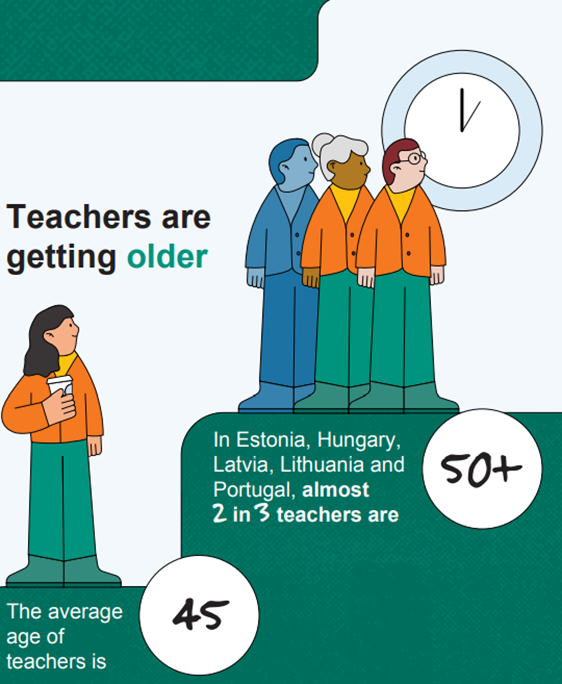 Teachers are
getting older
In Estonia, Hungary,
Latvia, Lithuania and
Portugal, almost
2 in 3 teachers are
50+
The average
age of
teachers is
45